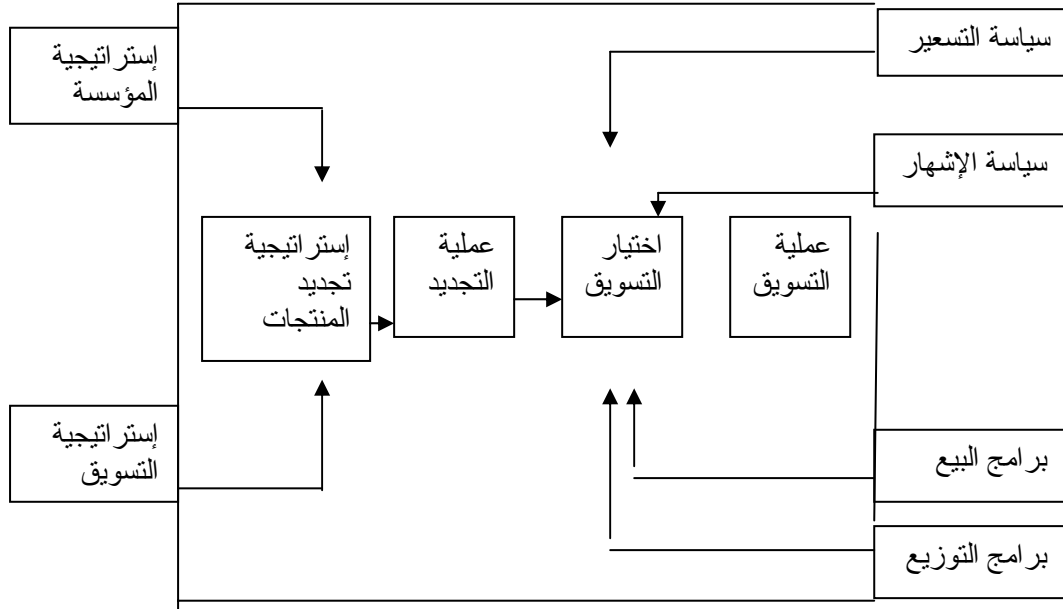 سياسة التسعير
إستراتيجية
المؤسسة
سياسة الإشهار
إستراتيجية
تجديد
المنتجات
عملية
التجديد
اختيار
التسويق
عملية
التسويق
إستراتيجية
التسويق
برامج البيع
برامج التوزيع